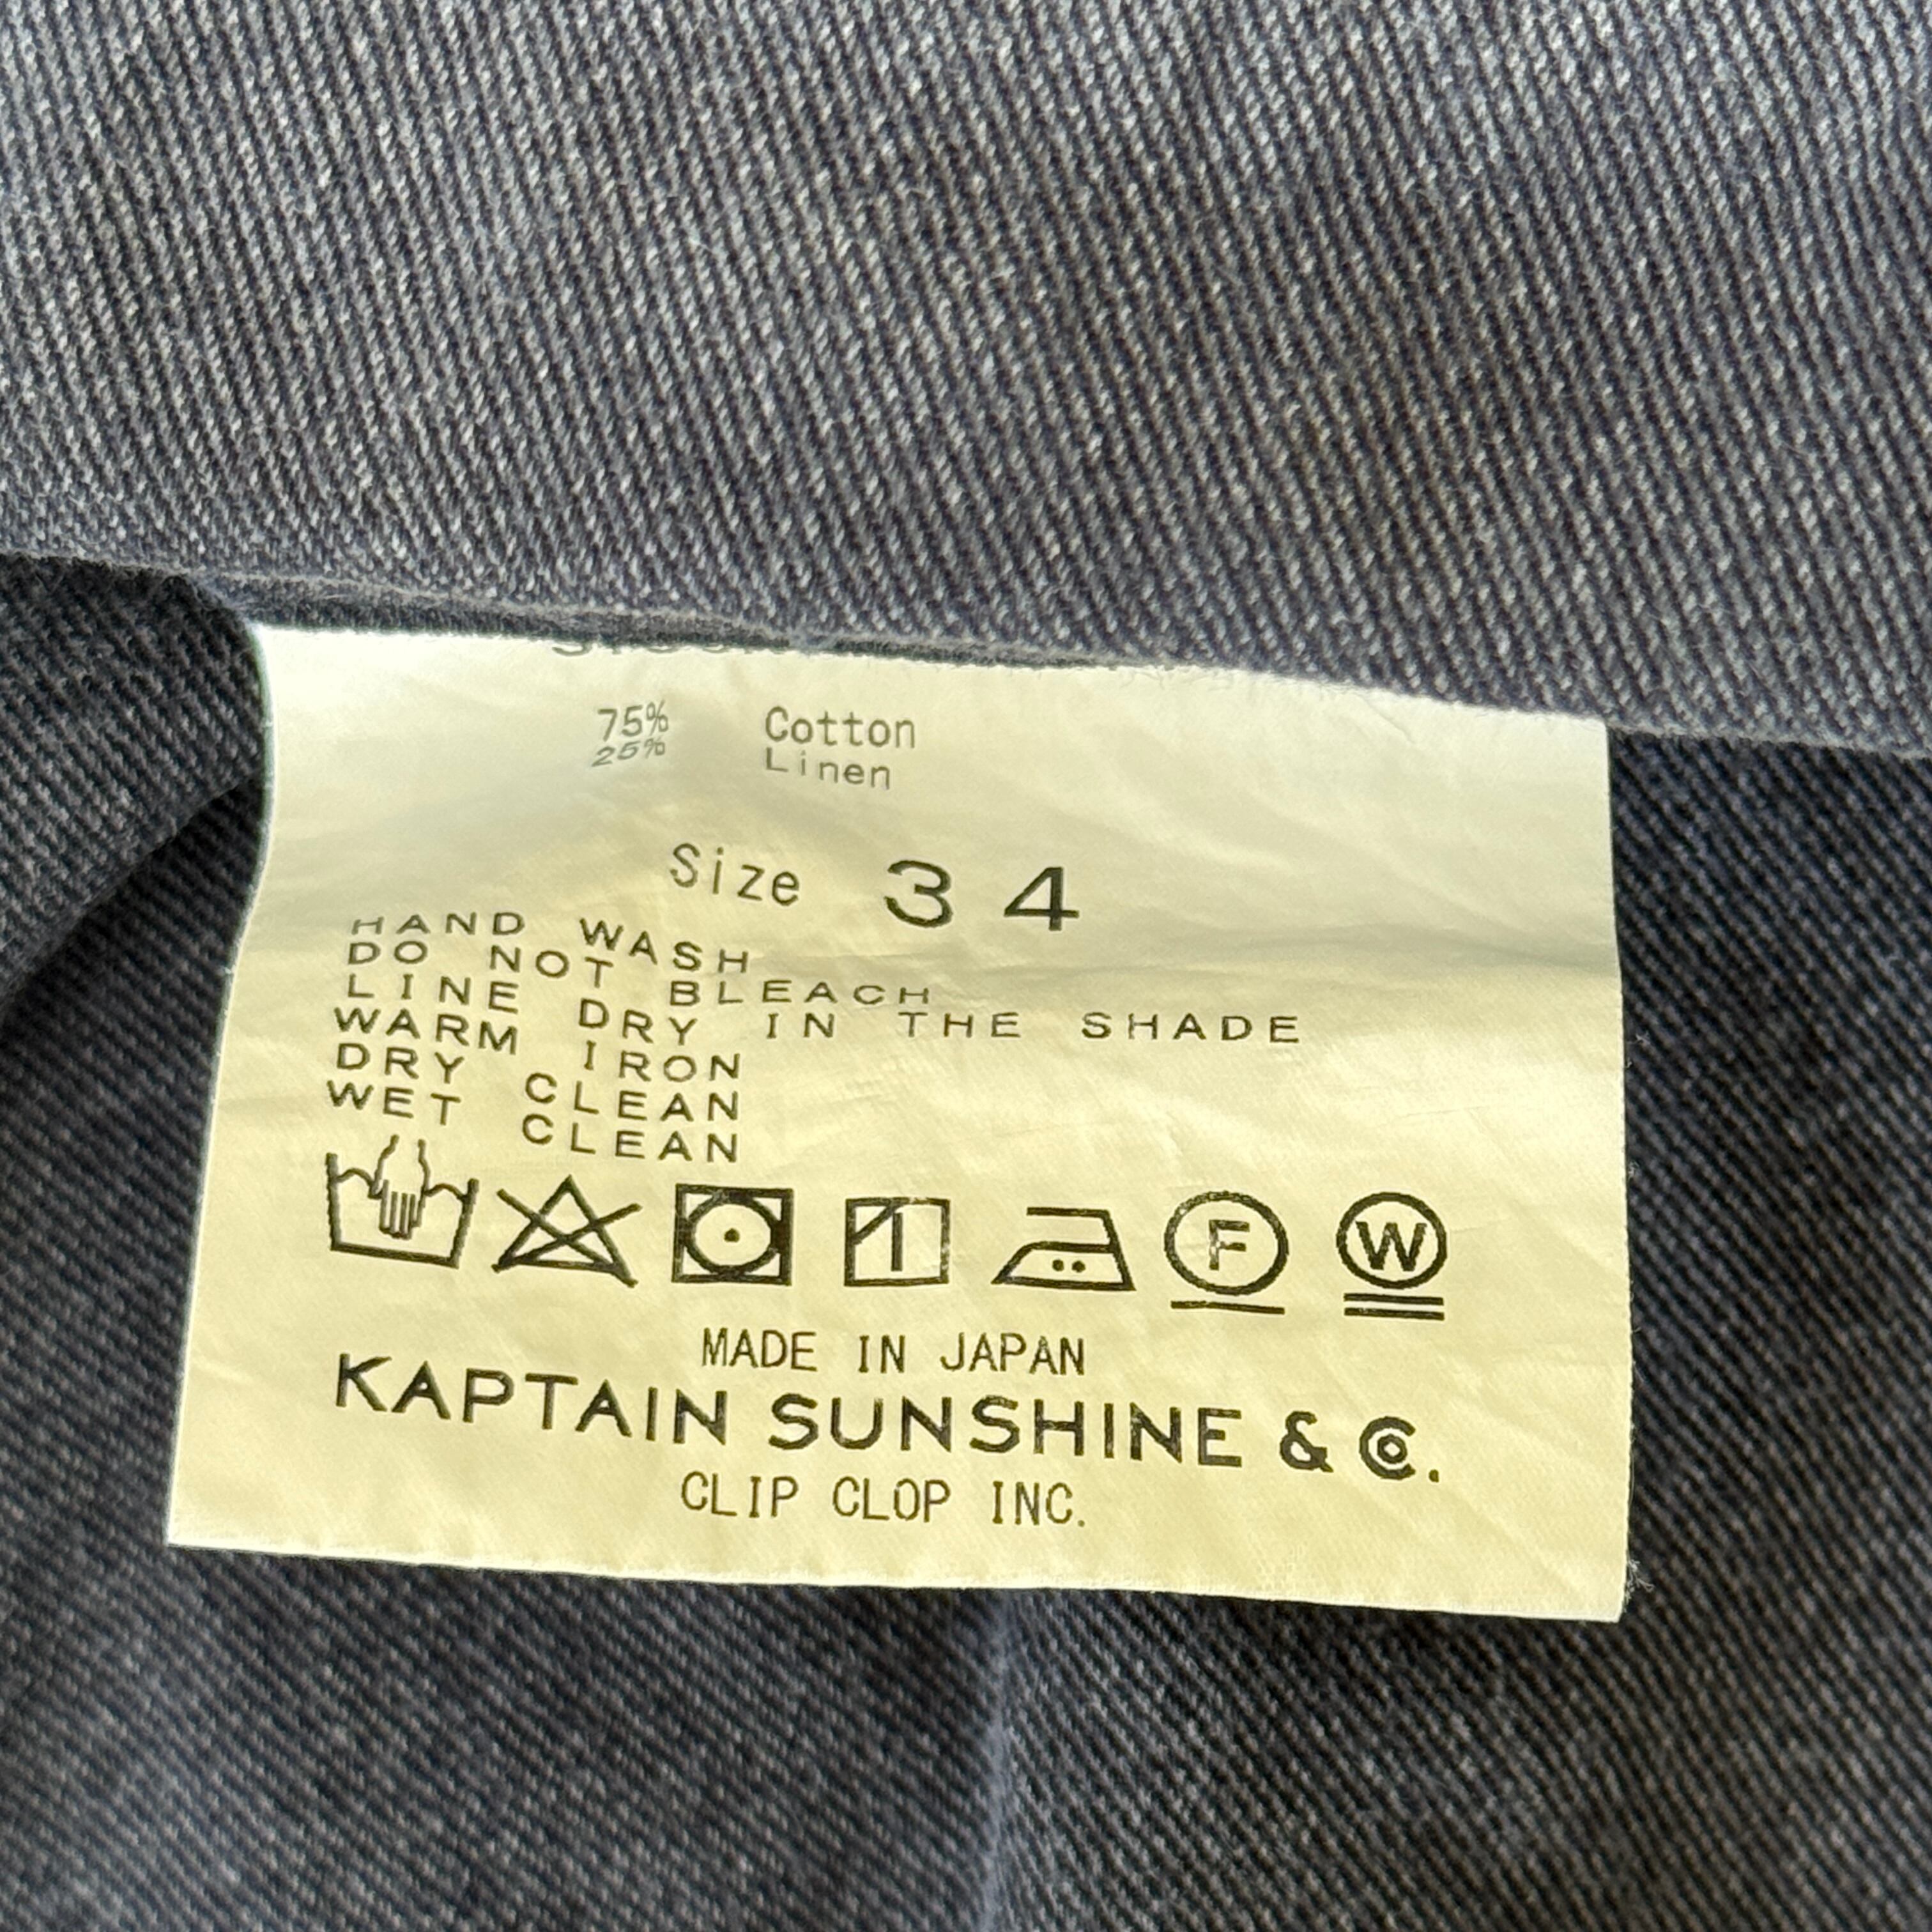 75% Cotton
25% Linen
Size 34
HAND WASH
DO NOT BLEACH
LINE DRY IN THE SHADE
WARM IRON
DRY CLEAN
WET CLEAN
F W
MADE IN JAPAN
KAPTAIN SUNSHINE & Co.
CLIP CLOP INC.